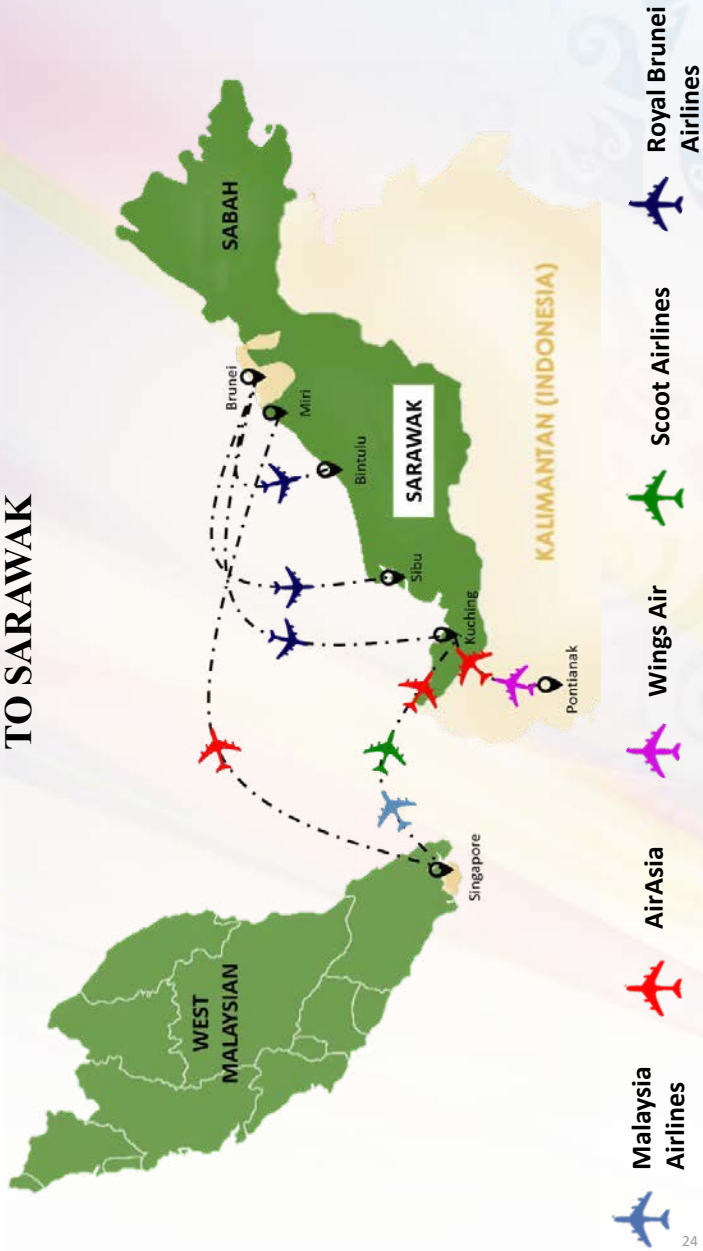 TO SARAWAK
WEST
MALAYSIAN
SABAH
Brunei
Miri
Bintulu
SARAWAK
Sibu
Kuching
KALIMANTAN (INDONESIA)
Pontianak
Singapore
Malaysia
Airlines
AirAsia
Wings Air
Scoot Airlines
Royal Brunei
Airlines
24